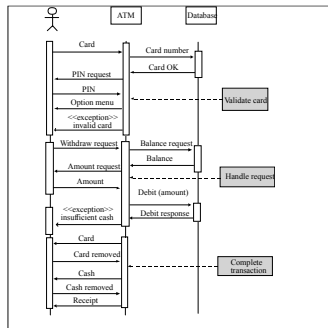 ATM
Database
Card
Card number
Card OK
PIN request
PIN
Option menu
Validate card
<<exception>>
invalid card
Withdraw request
Balance request
Balance
Amount request
Handle request
Amount
Debit (amount)
<<exception>>
insufficient cash
Debit response
Card
Card removed
Complete
transaction
Cash
Cash removed
Receipt